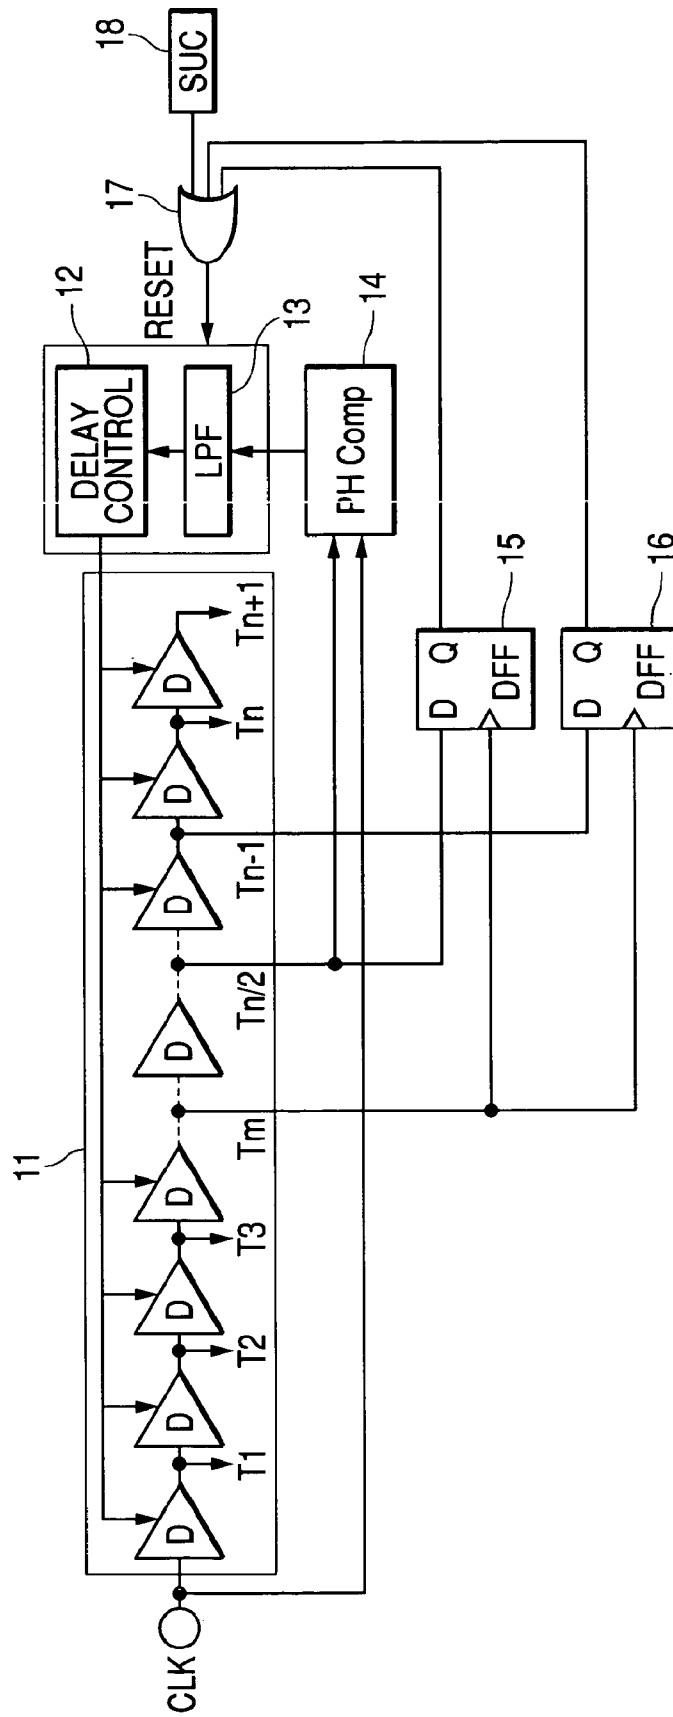 18
SUC
17
RESET
12
DELAY
CONTROL
13
LPF
14
PH Comp
11
CLK
D
D
D
D
D
D
D
D
T1
T2
T3
Tm
Tn/2
Tn-1
Tn
Tn+1
15
D Q
DFF
16
D Q
DFF